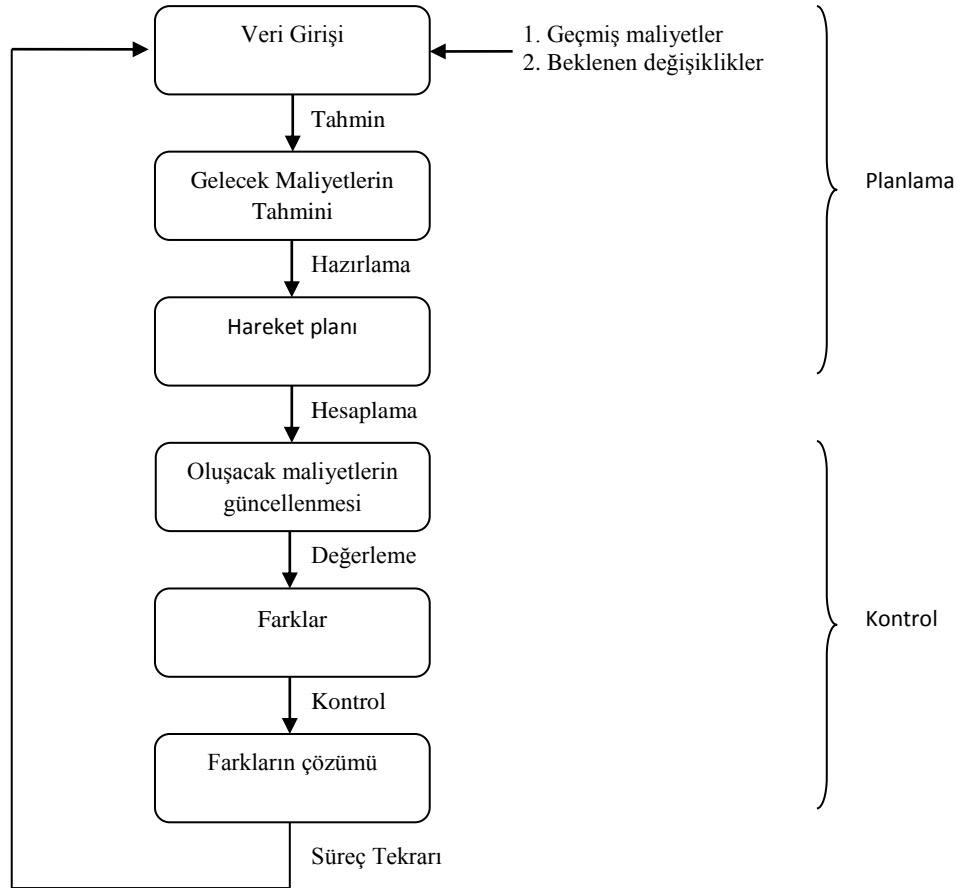 Veri Girişi
1. Geçmiş maliyetler
2. Beklenen değişiklikler
Tahmin
Gelecek Maliyetlerin
Tahmini
Planlama
Hazırlama
Hareket planı
Hesaplama
Oluşacak maliyetlerin
güncellenmesi
Değerleme
Farklar
Kontrol
Kontrol
Farkların çözümü
Süreç Tekrarı